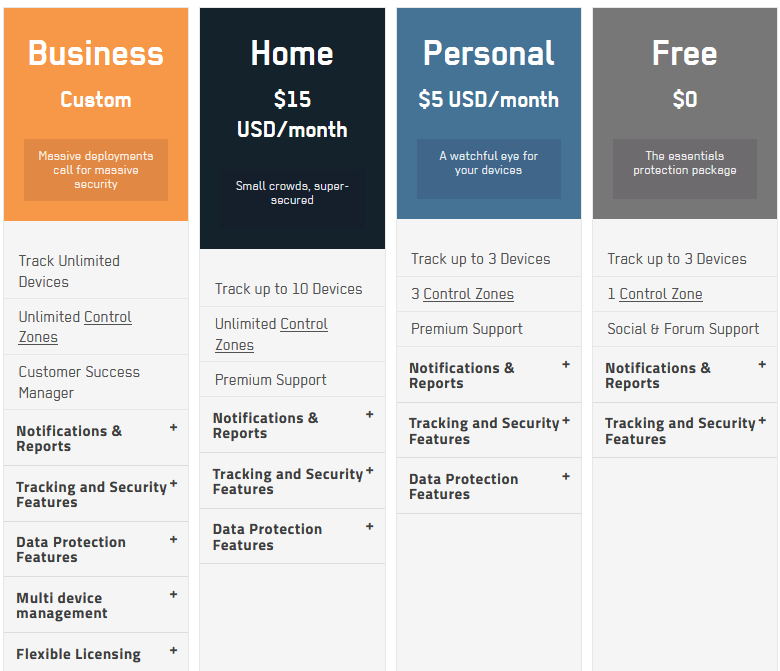 Business
Custom
Massive deployments
call for massive
security
Track Unlimited
Devices
Unlimited Control
Zones
Customer Success
Manager
Notifications &
Reports
+
Tracking and Security
Features
+
Data Protection
Features
+
Multi device
management
+
Flexible Licensing
+
Home
$15
USD/month
Small crowds, super-
secured
Track up to 10 Devices
Unlimited Control
Zones
Premium Support
Notifications &
Reports
+
Tracking and Security
Features
+
Data Protection
Features
+
Personal
$5 USD/month
A watchful eye for
your devices
Track up to 3 Devices
3 Control Zones
Premium Support
Notifications &
Reports
+
Tracking and Security
Features
+
Data Protection
Features
+
Free
$0
The essentials
protection package
Track up to 3 Devices
1 Control Zone
Social & Forum Support
Notifications &
Reports
+
Tracking and Security
Features
+